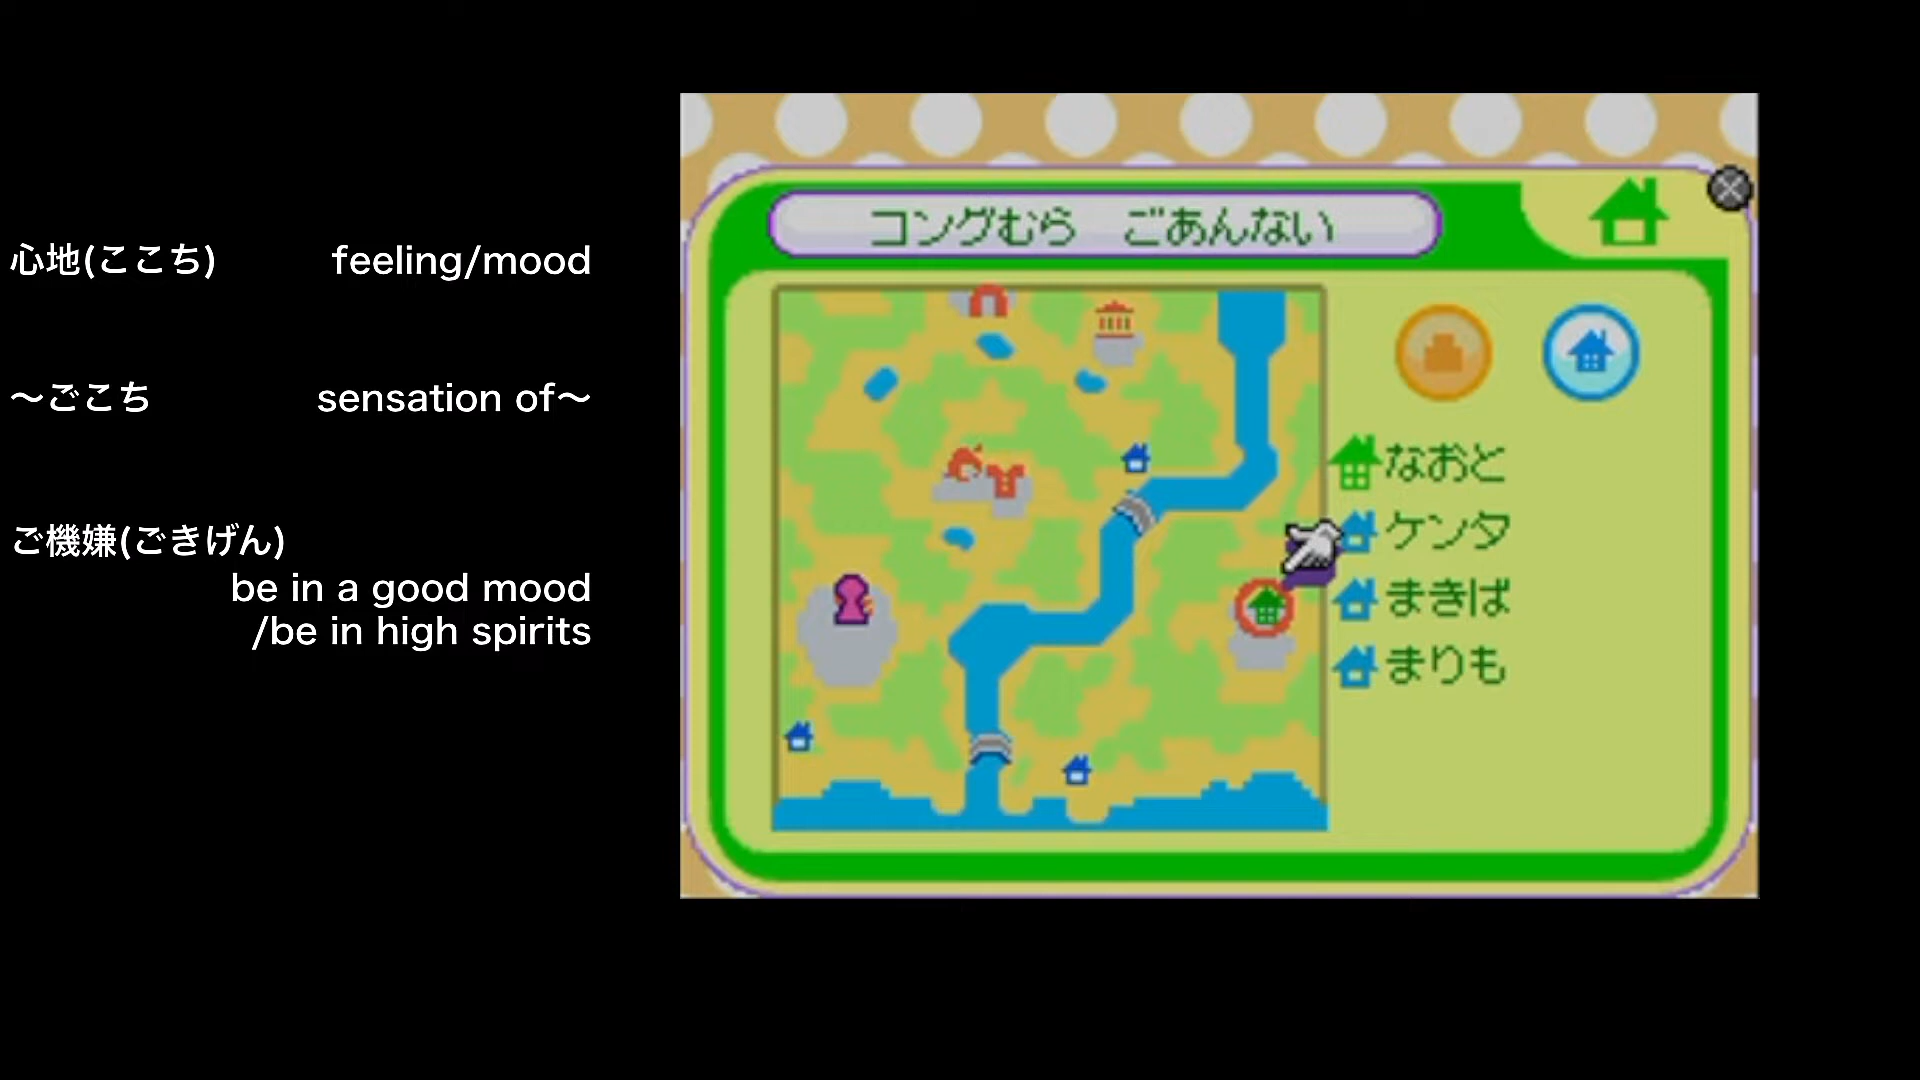 心地(ここち) feeling/mood
〜ごこち sensation of〜
ご機嫌(ごきげん)
be in a good mood
/be in high spirits
コングむら ごあんない
なおと
ケンタ
まきば
まりも